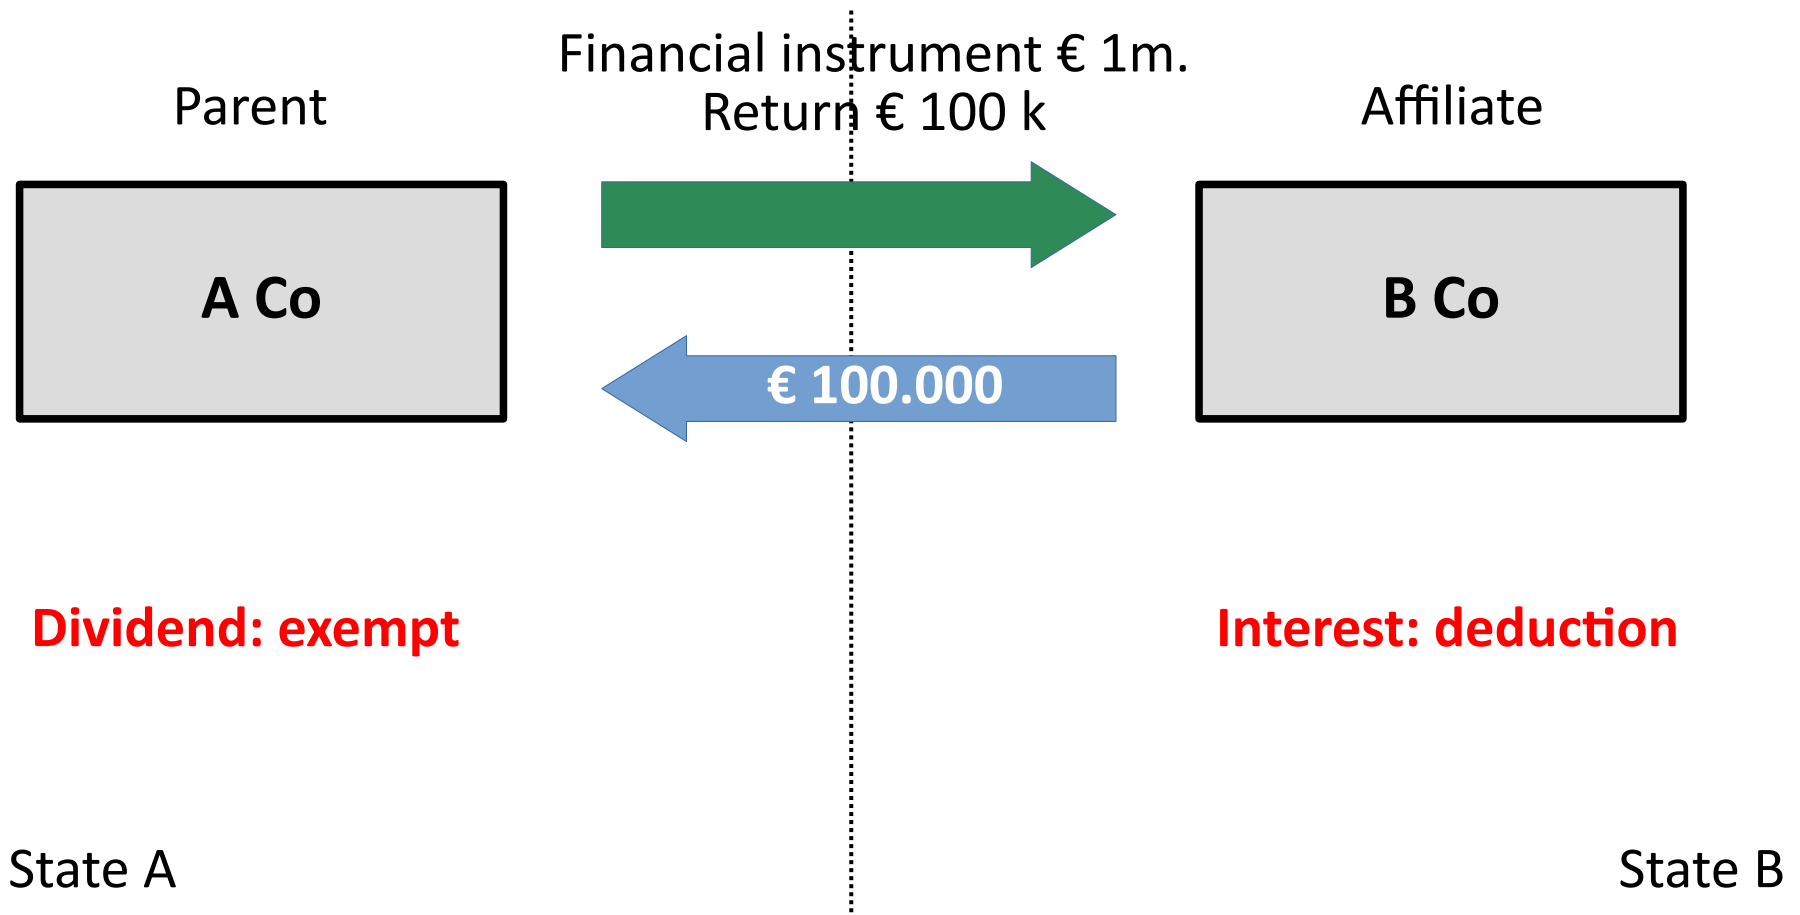 Financial instrument € 1m.
Return € 100 k
Parent
Affiliate
A Co
B Co
€ 100.000
Dividend: exempt
Interest: deduction
State A
State B